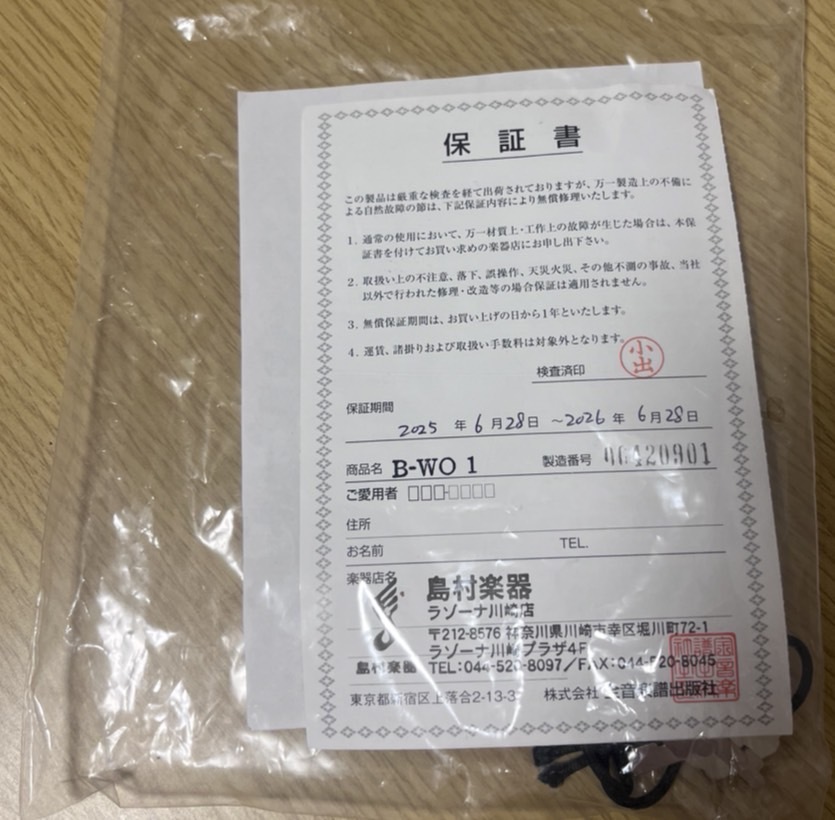 保証書
この製品は厳重な検査を経て出荷されておりますが、万一製造上の不備に
よる自然故障の節は、下記保証内容により無償修理いたします。
1. 通常の使用において、万一材質上・工作上の故障が生じた場合は、本保
証書を付けてお買い求めの楽器店にお申し出下さい。
2. 取扱い上の不注意、落下、誤操作、天災火災、その他不測の事故、当社
以外で行われた修理・改造等の場合保証は適用されません。
3. 無償保証期間は、お買い上げの日から1年といたします。
4. 運賃、諸掛りおよび取扱い手数料は対象外となります。
小出
検査済印
保証期間
2025 年 6 月 28 日 〜2026 年 6 月 28 日
商品名 B-WO 1 製造番号 06420901
ご愛用者 □□□-□□□□
住所
お名前 TEL.
楽器店名
島村楽器
ラゾーナ川崎店
〒212-8576 神奈川県川崎市幸区堀川町72-1
ラゾーナ川崎プラザ4F
島村楽器 TEL:044-520-8097/FAX:044-520-8045
東京都新宿区上落合2-13-3 株式会社 全音楽譜出版社